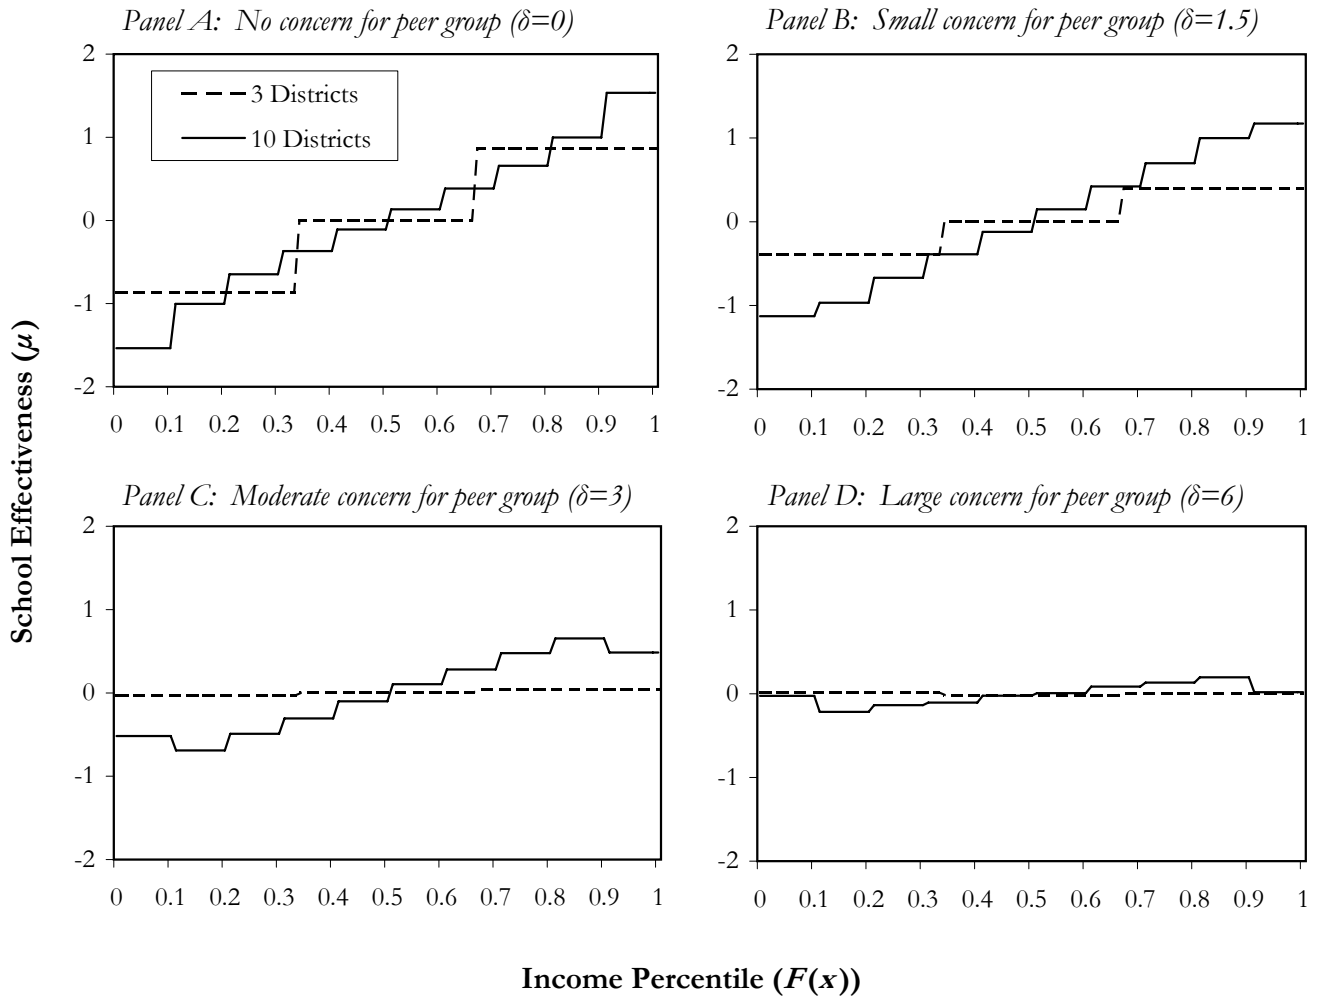 Panel A: No concern for peer group (δ=0)
2
1
0
-1
-2
3 Districts
10 Districts
0 0.1 0.2 0.3 0.4 0.5 0.6 0.7 0.8 0.9 1
Panel B: Small concern for peer group (δ=1.5)
2
1
0
-1
-2
0 0.1 0.2 0.3 0.4 0.5 0.6 0.7 0.8 0.9 1
School Effectiveness (μ)
Panel C: Moderate concern for peer group (δ=3)
2
1
0
-1
-2
0 0.1 0.2 0.3 0.4 0.5 0.6 0.7 0.8 0.9 1
Panel D: Large concern for peer group (δ=6)
2
1
0
-1
-2
0 0.1 0.2 0.3 0.4 0.5 0.6 0.7 0.8 0.9 1
Income Percentile (F(x))